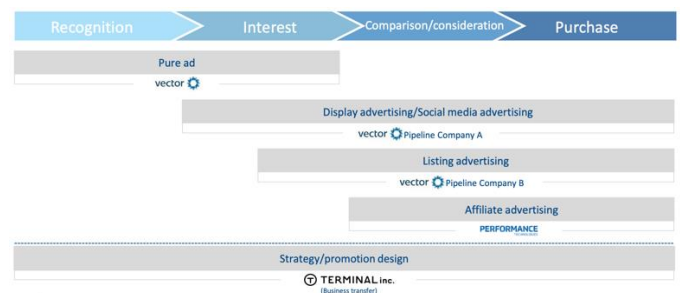 Recognition Interest Comparison/consideration Purchase
Pure ad
vector
Display advertising/Social media advertising
vector Pipeline Company A
Listing advertising
vector Pipeline Company B
Affiliate advertising
PERFORMANCE
Strategy/promotion design
TERMINAL inc.
(Business transfer)